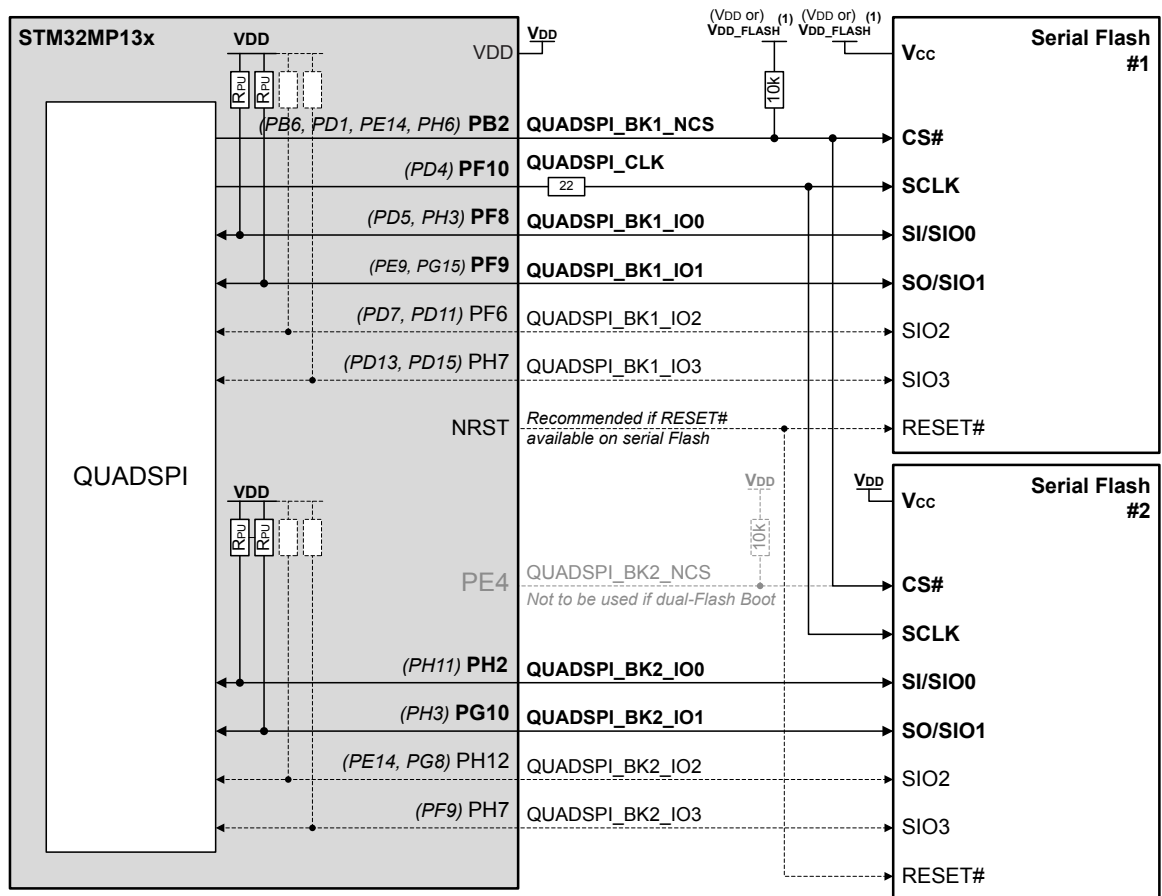 STM32MP13x
VDD
VDD
VDD
(VDD or) (1)
VDD_FLASH
(VDD or) (1)
VDD_FLASH
Vcc
Serial Flash
#1
RPU
RPU
10k
(PB6, PD1, PE14, PH6) PB2
QUADSPI_BK1_NCS
CS#
(PD4) PF10
QUADSPI_CLK
22
SCLK
(PD5, PH3) PF8
QUADSPI_BK1_IO0
SI/SIO0
(PE9, PG15) PF9
QUADSPI_BK1_IO1
SO/SIO1
(PD7, PD11) PF6
QUADSPI_BK1_IO2
SIO2
(PD13, PD15) PH7
QUADSPI_BK1_IO3
SIO3
NRST
Recommended if RESET#
available on serial Flash
RESET#
QUADSPI
VDD
VDD
VDD
Vcc
Serial Flash
#2
RPU
RPU
10k
PE4
QUADSPI_BK2_NCS
Not to be used if dual-Flash Boot
CS#
SCLK
(PH11) PH2
QUADSPI_BK2_IO0
SI/SIO0
(PH3) PG10
QUADSPI_BK2_IO1
SO/SIO1
(PE14, PG8) PH12
QUADSPI_BK2_IO2
SIO2
(PF9) PH7
QUADSPI_BK2_IO3
SIO3
RESET#